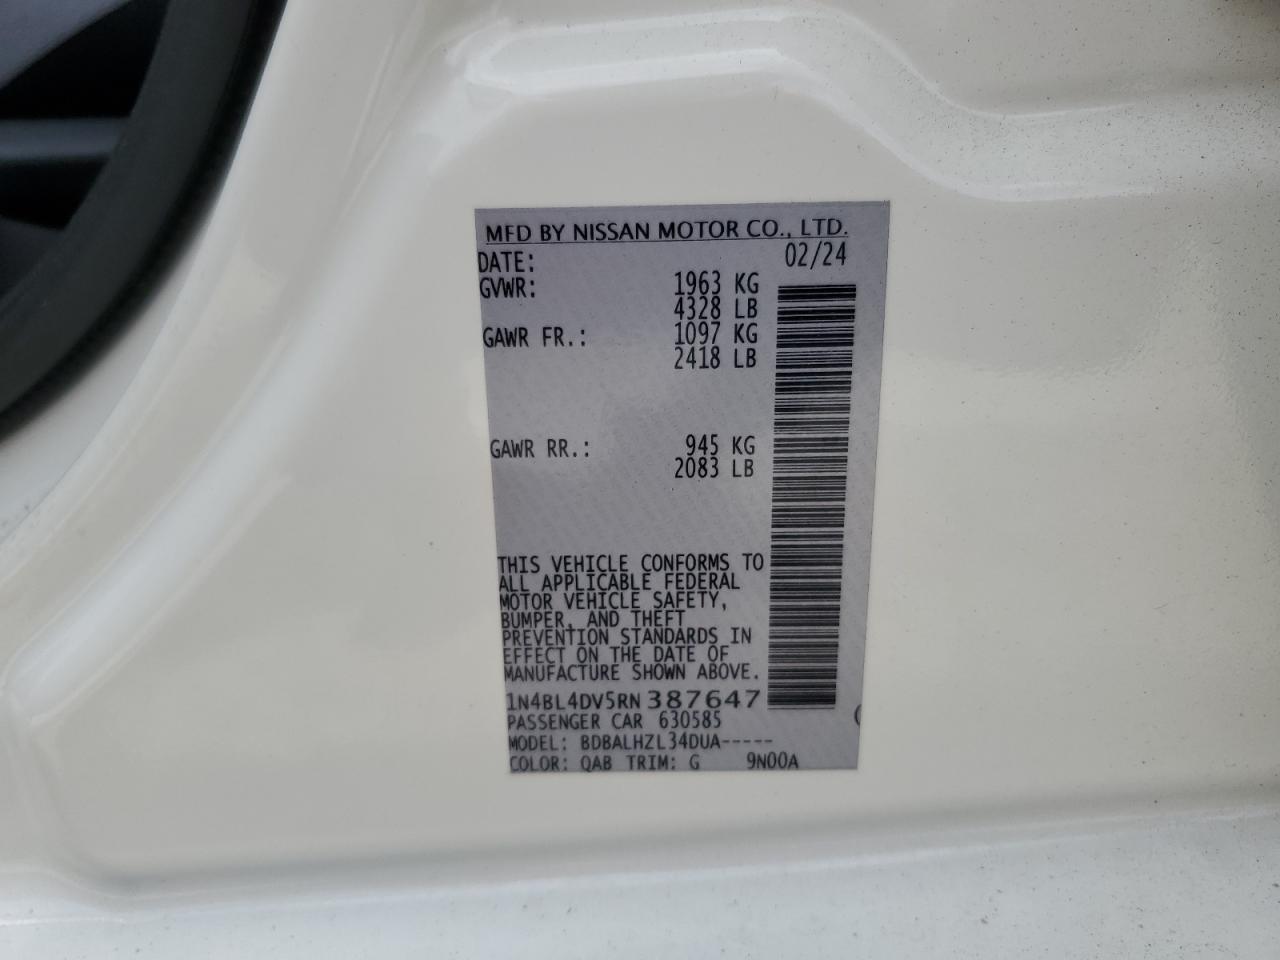 MFD BY NISSAN MOTOR CO., LTD.
DATE: 02/24
GVWR: 1963 KG
4328 LB
GAWR FR.: 1097 KG
2418 LB
GAWR RR.: 945 KG
2083 LB
THIS VEHICLE CONFORMS TO
ALL APPLICABLE FEDERAL
MOTOR VEHICLE SAFETY,
BUMPER, AND THEFT
PREVENTION STANDARDS IN
EFFECT ON THE DATE OF
MANUFACTURE SHOWN ABOVE.
1N4BL4DV5RN387647
PASSENGER CAR 630585
MODEL: BDBALHZL34DUA-----
COLOR: QAB TRIM: G 9N00A